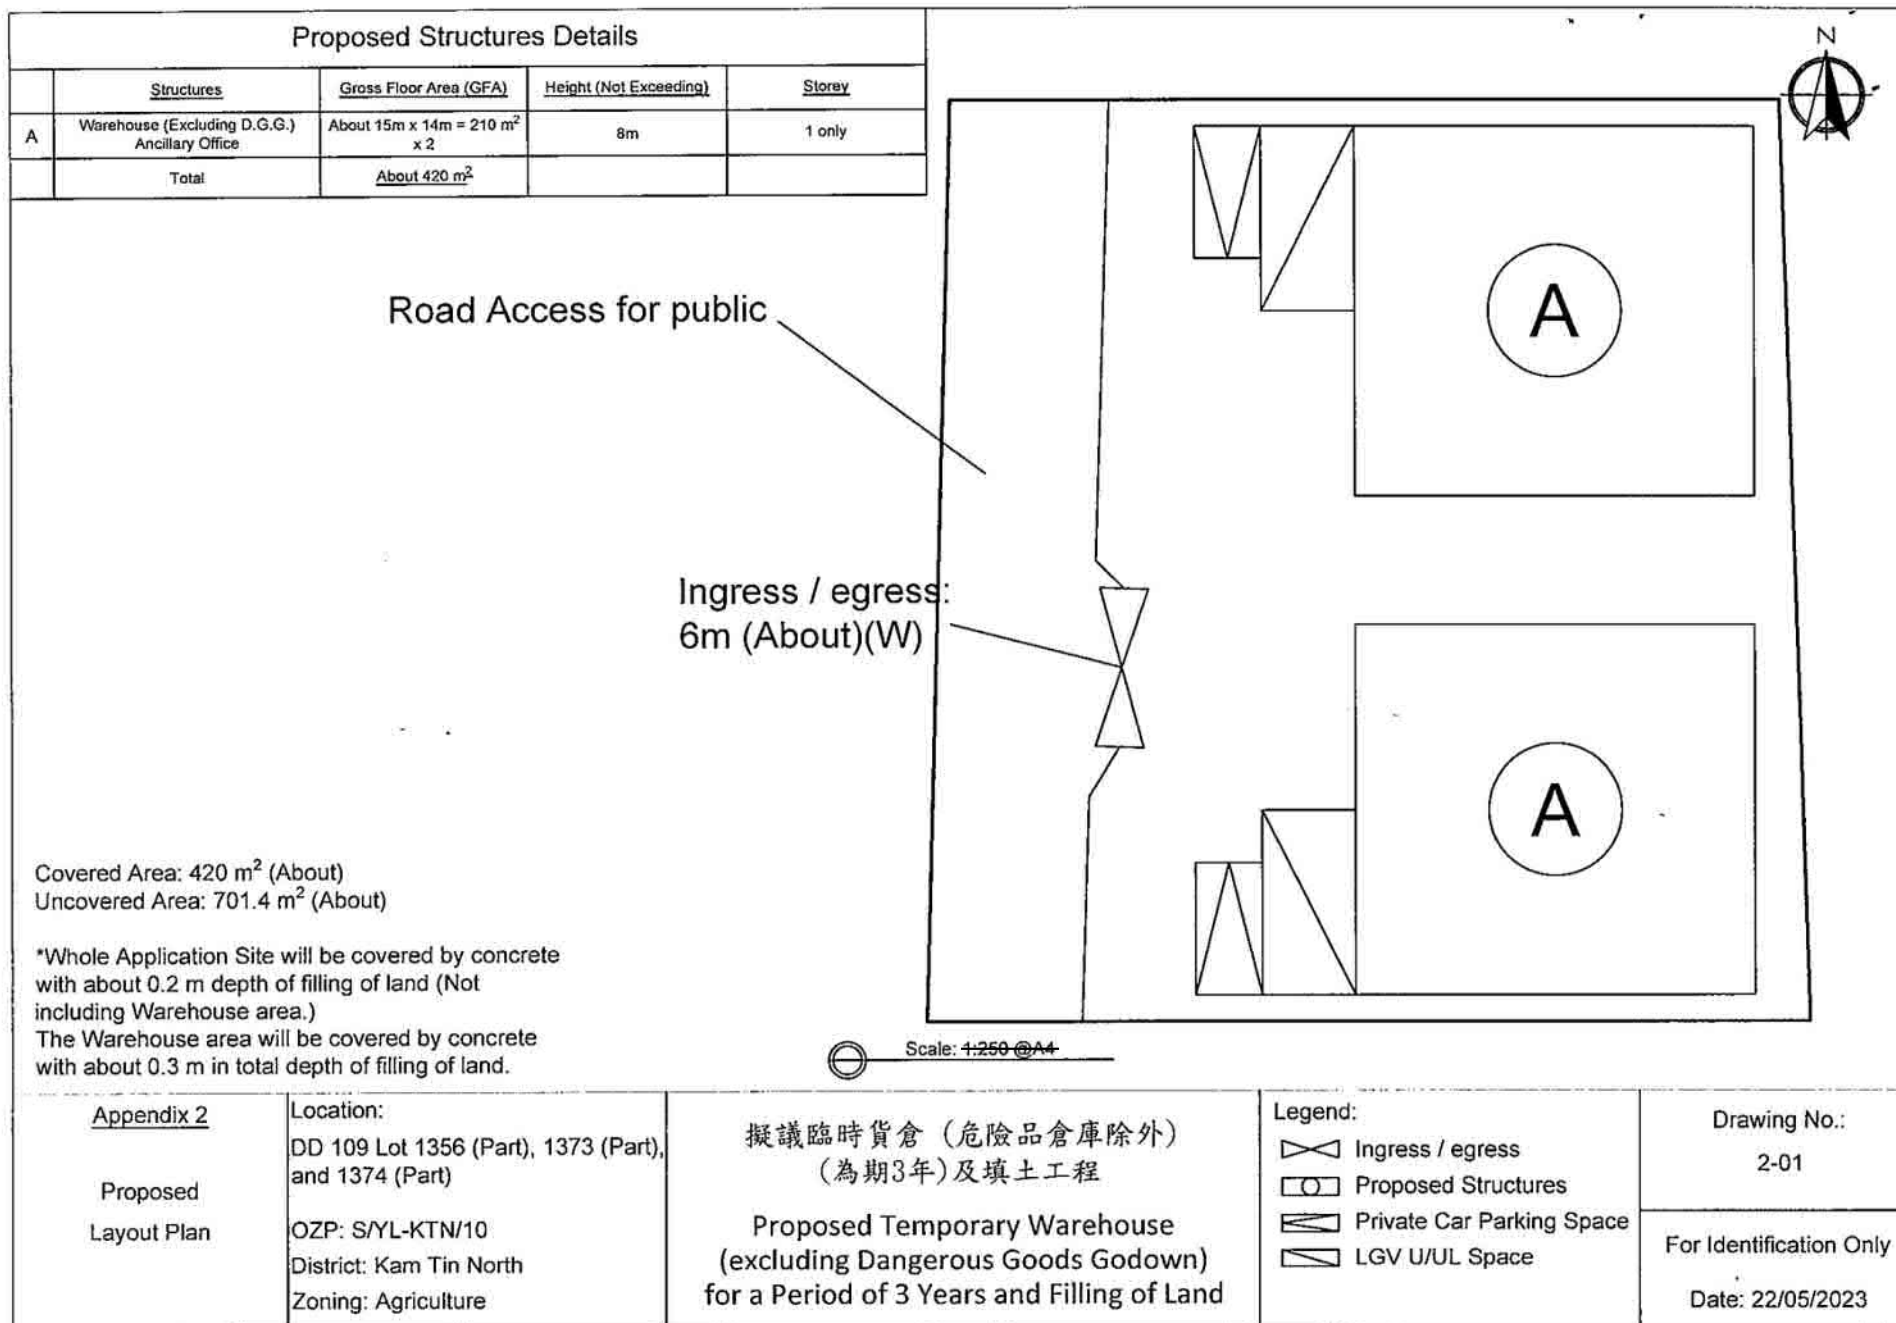 Proposed Structures Details
Structures Gross Floor Area (GFA) Height (Not Exceeding) Storey
A Warehouse (Excluding D.G.G.) Ancillary Office About 15m x 14m = 210 m² x 2 8m 1 only
Total About 420 m²
N
A
Road Access for public
Ingress / egress:
6m (About)(W)
A
Covered Area: 420 m² (About)
Uncovered Area: 701.4 m² (About)
*Whole Application Site will be covered by concrete
with about 0.2 m depth of filling of land (Not
including Warehouse area.)
The Warehouse area will be covered by concrete
with about 0.3 m in total depth of filling of land.
Scale: 1:250 @A4
Appendix 2
Proposed
Layout Plan
Location:
DD 109 Lot 1356 (Part), 1373 (Part),
and 1374 (Part)
OZP: S/YL-KTN/10
District: Kam Tin North
Zoning: Agriculture
擬議臨時貨倉 (危險品倉庫除外)
(為期3年)及填土工程
Proposed Temporary Warehouse
(excluding Dangerous Goods Godown)
for a Period of 3 Years and Filling of Land
Legend:
Ingress / egress
Proposed Structures
Private Car Parking Space
LGV U/UL Space
Drawing No.:
2-01
For Identification Only
Date: 22/05/2023